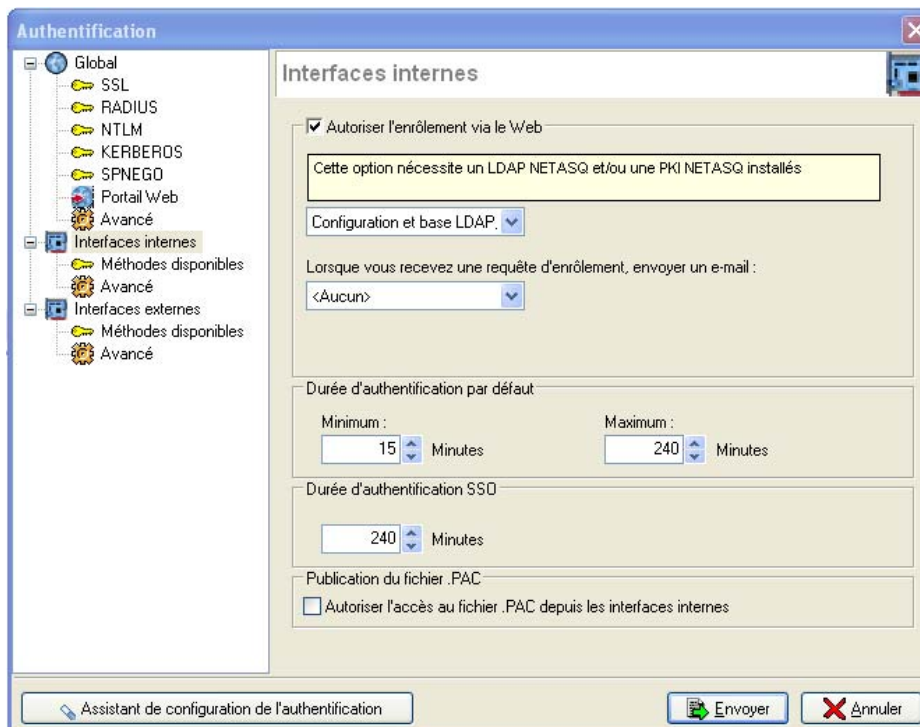 Authentification
Global
SSL
RADIUS
NTLM
KERBEROS
SPNEGO
Portail Web
Avancé
Interfaces internes
Méthodes disponibles
Avancé
Interfaces externes
Méthodes disponibles
Avancé
Interfaces internes
Autoriser l'enrôlement via le Web
Cette option nécessite un LDAP NETASQ et/ou une PKI NETASQ installés
Configuration et base LDAP.
Lorsque vous recevez une requête d'enrôlement, envoyer un e-mail :
<Aucun>
Durée d'authentification par défaut
Minimum :
Maximum :
15 Minutes
240 Minutes
Durée d'authentification SSO
240 Minutes
Publication du fichier .PAC
Autoriser l'accès au fichier .PAC depuis les interfaces internes
Assistant de configuration de l'authentification
Envoyer
Annuler